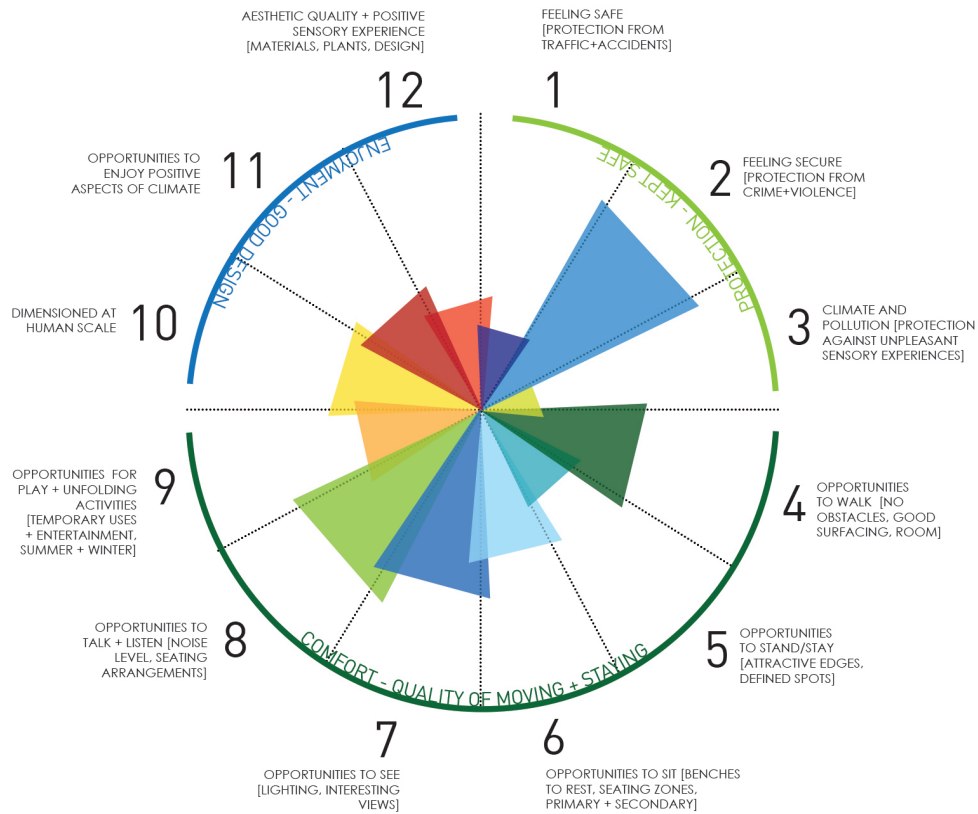 AESTHETIC QUALITY + POSITIVE
SENSORY EXPERIENCE
[MATERIALS, PLANTS, DESIGN]
12
FEELING SAFE
[PROTECTION FROM
TRAFFIC+ACCIDENTS]
1
2
FEELING SECURE
[PROTECTION FROM
CRIME+VIOLENCE]
3
CLIMATE AND
POLLUTION [PROTECTION
AGAINST UNPLEASANT
SENSORY EXPERIENCES]
4
OPPORTUNITIES
TO WALK [NO
OBSTACLES, GOOD
SURFACING, ROOM]
5
OPPORTUNITIES
TO STAND/STAY
[ATTRACTIVE EDGES,
DEFINED SPOTS]
6
OPPORTUNITIES TO SIT [BENCHES
TO REST, SEATING ZONES,
PRIMARY + SECONDARY]
7
OPPORTUNITIES TO SEE
[LIGHTING, INTERESTING
VIEWS]
8
OPPORTUNITIES TO
TALK + LISTEN [NOISE
LEVEL, SEATING
ARRANGEMENTS]
9
OPPORTUNITIES FOR
PLAY + UNFOLDING
ACTIVITIES
[TEMPORARY USES
+ ENTERTAINMENT,
SUMMER + WINTER]
10
DIMENSIONED AT
HUMAN SCALE
11
OPPORTUNITIES TO
ENJOY POSITIVE
ASPECTS OF CLIMATE
PROTECTION - KEPT SAFE
COMFORT - QUALITY OF MOVING + STAYING
ENJOYMENT - GOOD DESIGN